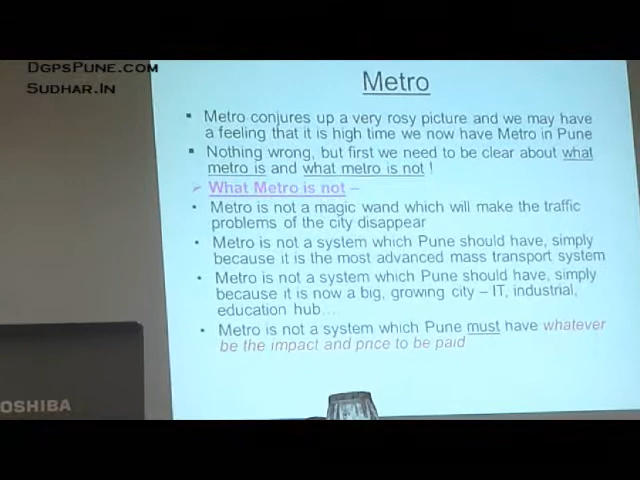 DGPSPUNE.COM
SUDHAR.IN
Metro
▪ Metro conjures up a very rosy picture and we may have
a feeling that it is high time we now have Metro in Pune
▪ Nothing wrong, but first we need to be clear about what
metro is and what metro is not !
➢ What Metro is not –
• Metro is not a magic wand which will make the traffic
problems of the city disappear
• Metro is not a system which Pune should have, simply
because it is the most advanced mass transport system
• Metro is not a system which Pune should have, simply
because it is now a big, growing city – IT, industrial,
education hub…
• Metro is not a system which Pune must have whatever
be the impact and price to be paid
OSHIBA